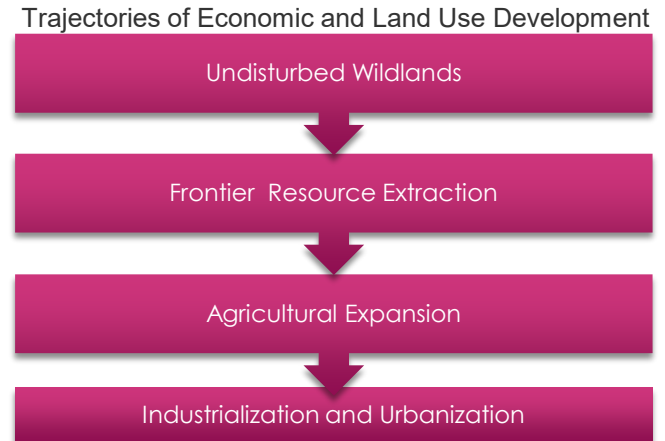 Trajectories of Economic and Land Use Development
Undisturbed Wildlands
Frontier Resource Extraction
Agricultural Expansion
Industrialization and Urbanization